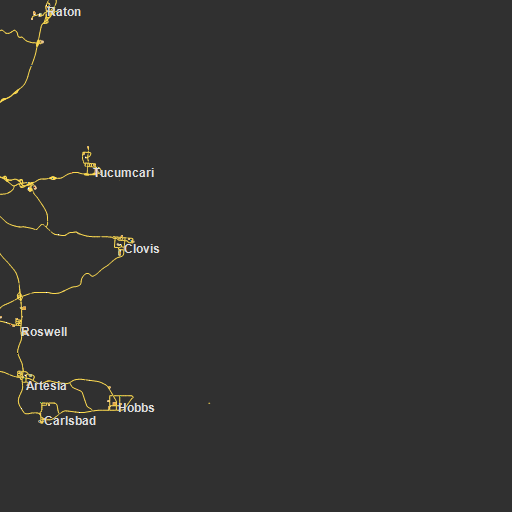 Raton
Tucumcari
Clovis
Roswell
Artesia
Hobbs
Carlsbad